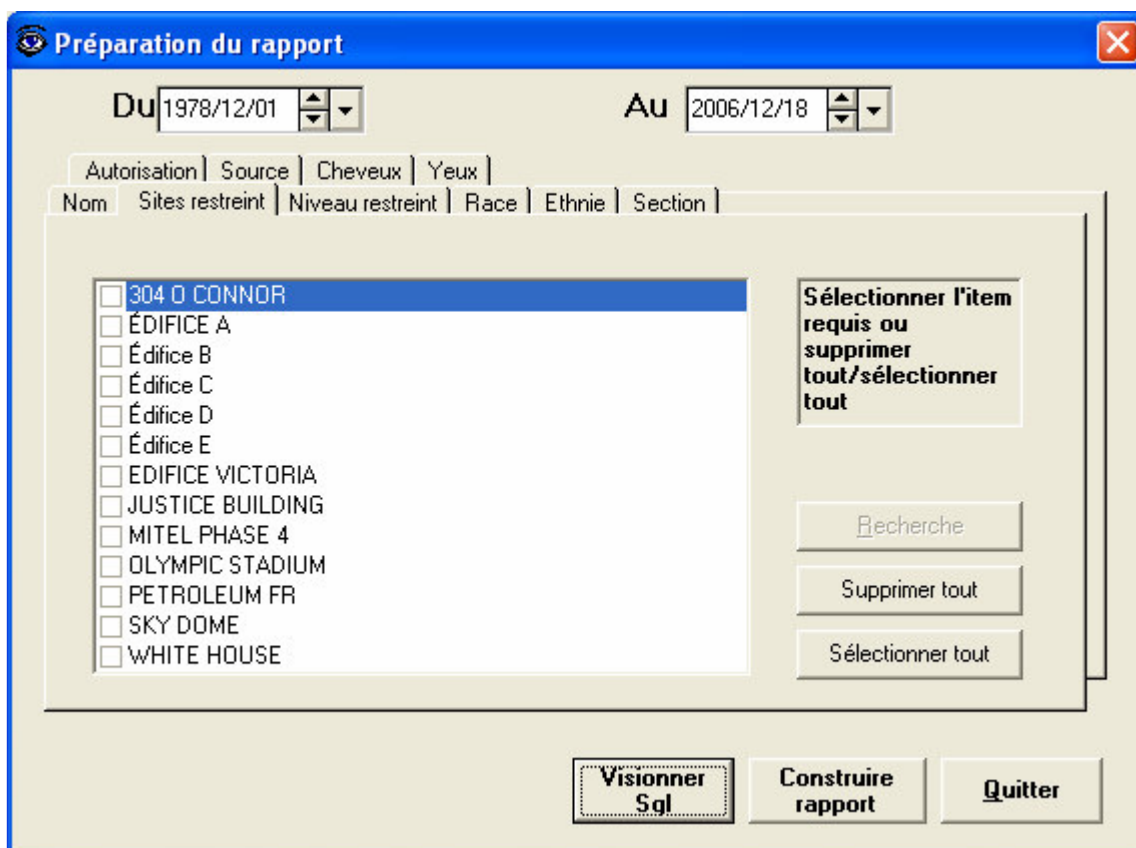 Préparation du rapport
Du 1978/12/01 Au 2006/12/18
Autorisation Source Cheveux Yeux
Nom Sites restreint Niveau restreint Race Ethnie Section
304 O CONNOR
ÉDIFICE A
Édifice B
Édifice C
Édifice D
Édifice E
EDIFICE VICTORIA
JUSTICE BUILDING
MITEL PHASE 4
OLYMPIC STADIUM
PETROLEUM FR
SKY DOME
WHITE HOUSE
Sélectionner l'item
requis ou
supprimer
tout/sélectionner
tout
Recherche
Supprimer tout
Sélectionner tout
Visionner
Sgl
Construire
rapport
Quitter